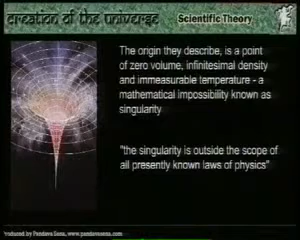 creation of the universe
Scientific Theory
The origin they describe, is a point
of zero volume, infinitesimal density
and immeasurable temperature - a
mathematical impossibility known as
singularity
"the singularity is outside the scope of
all presently known laws of physics"
roduced by Pandava Sena, www.pandavasena.com